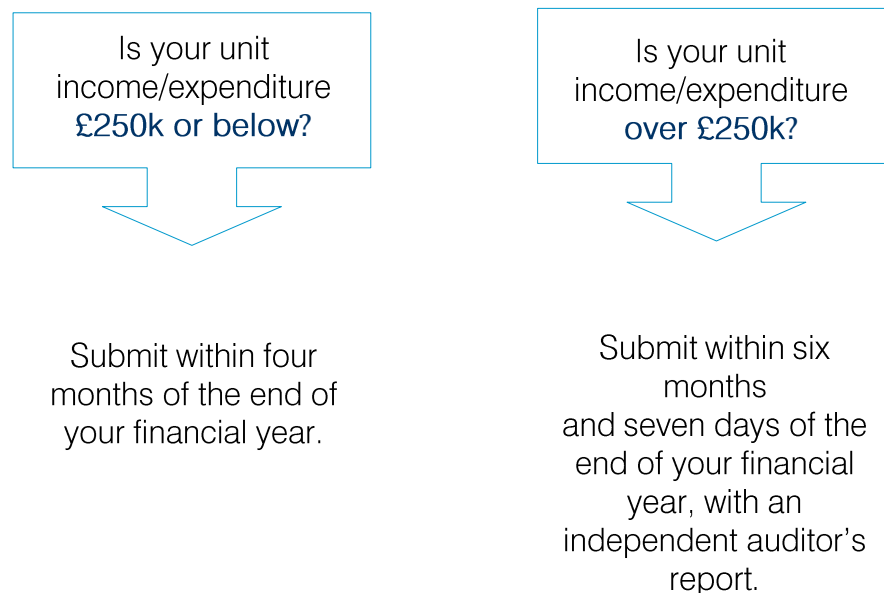 Is your unit
income/expenditure
£250k or below?
Submit within four
months of the end of
your financial year.
Is your unit
income/expenditure
over £250k?
Submit within six
months
and seven days of the
end of your financial
year, with an
independent auditor’s
report.